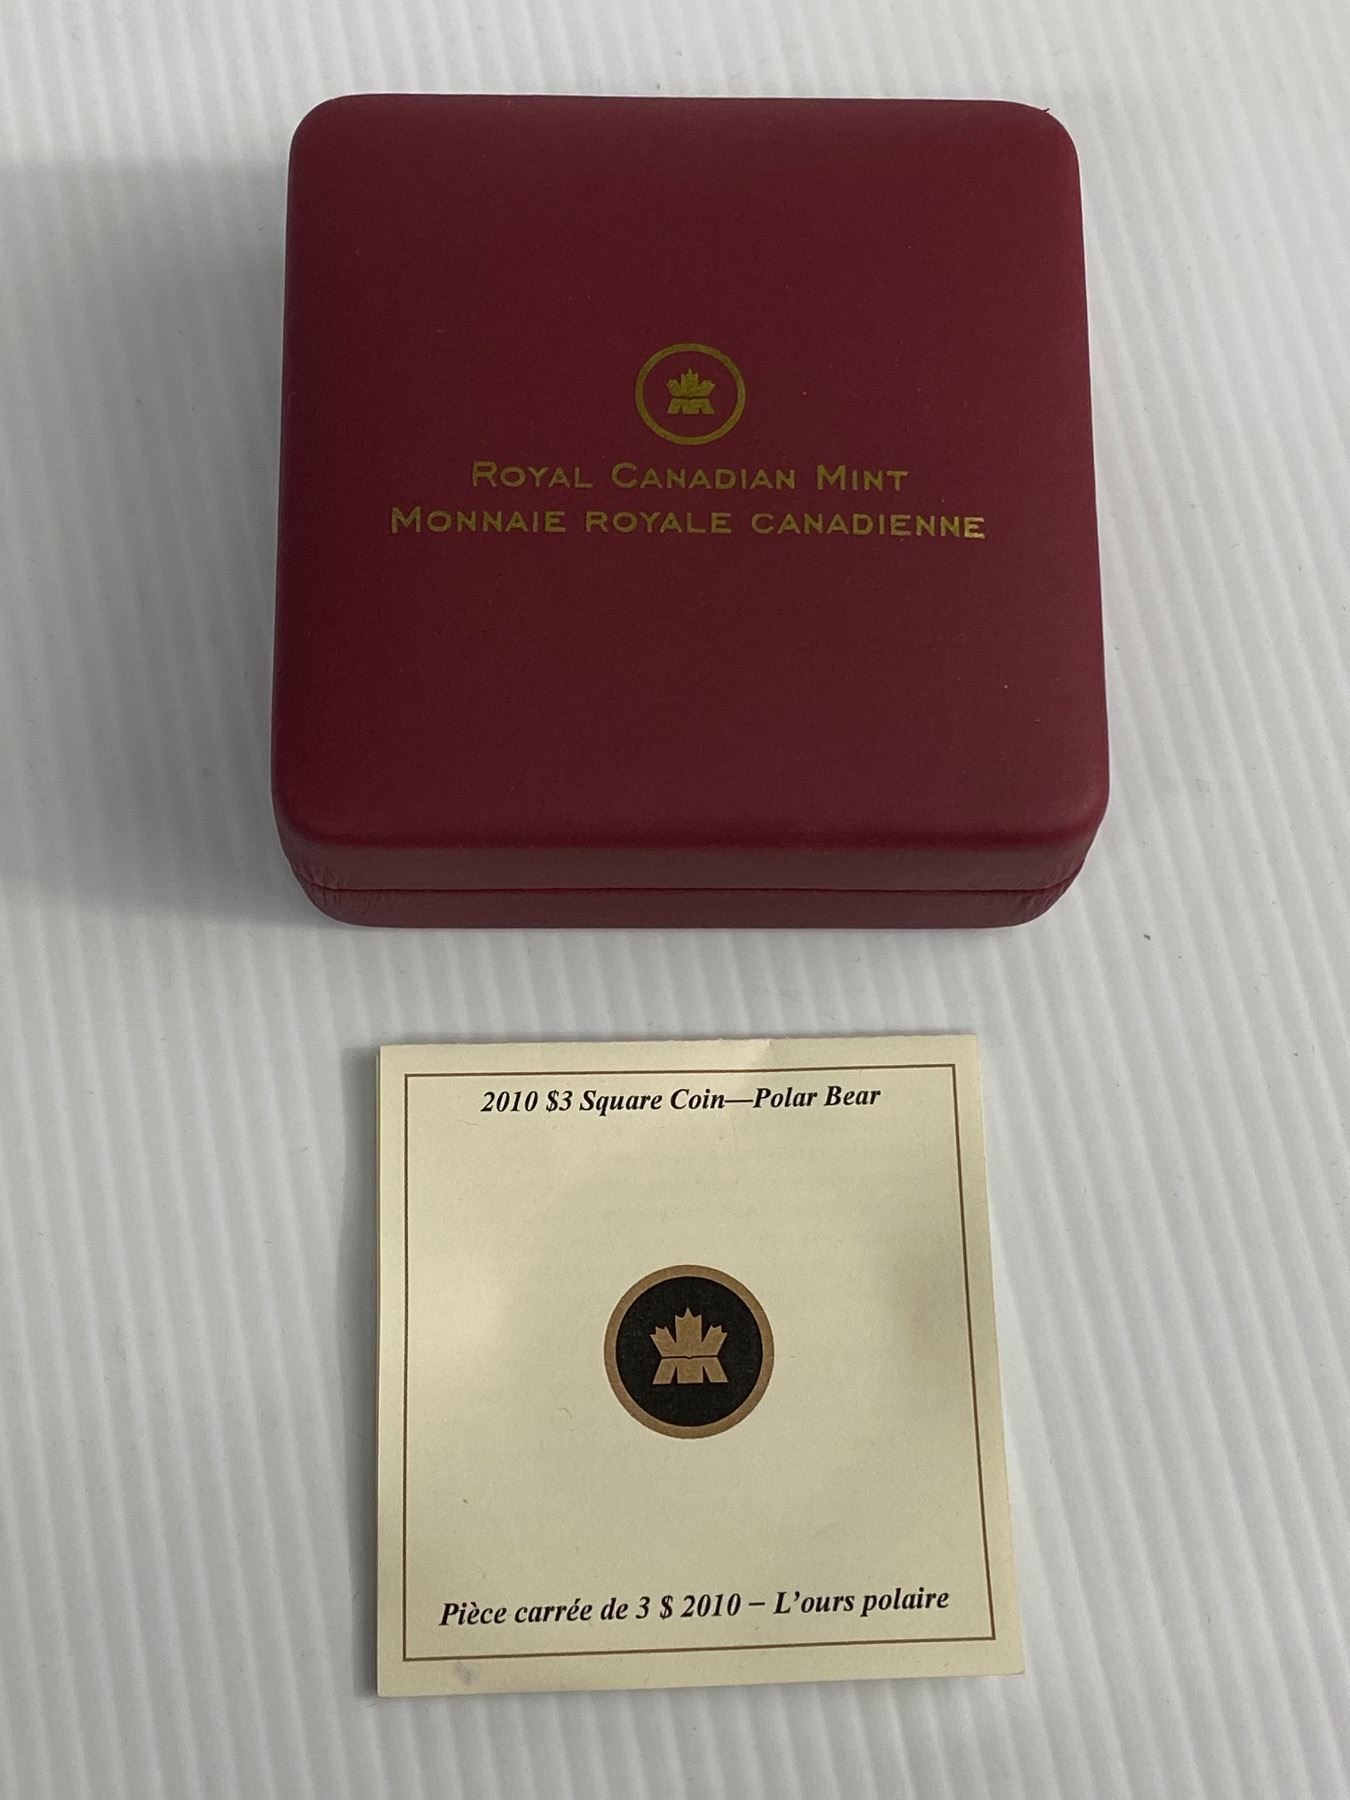 ROYAL CANADIAN MINT
MONNAIE ROYALE CANADIENNE
2010 $3 Square Coin—Polar Bear
Pièce carrée de 3 $ 2010 – L'ours polaire